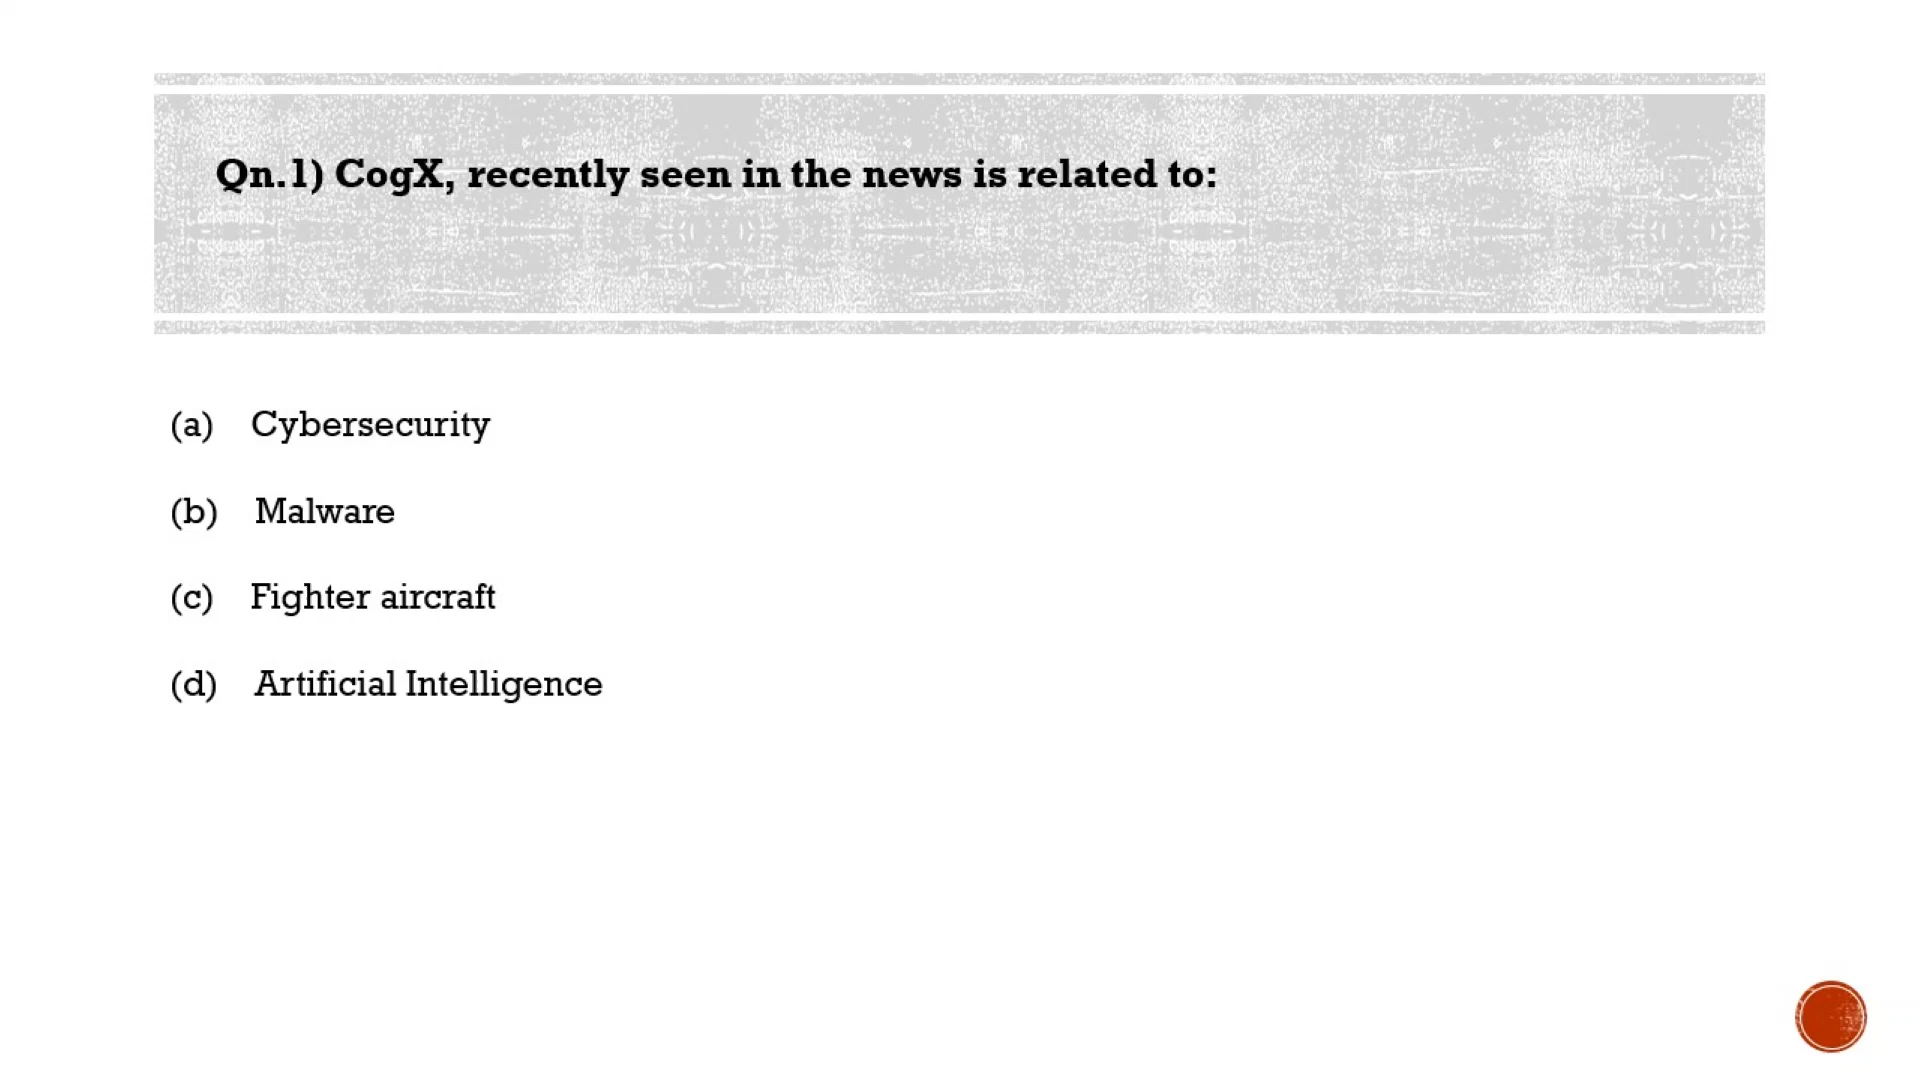 Qn.1) CogX, recently seen in the news is related to:
(a) Cybersecurity
(b) Malware
(c) Fighter aircraft
(d) Artificial Intelligence